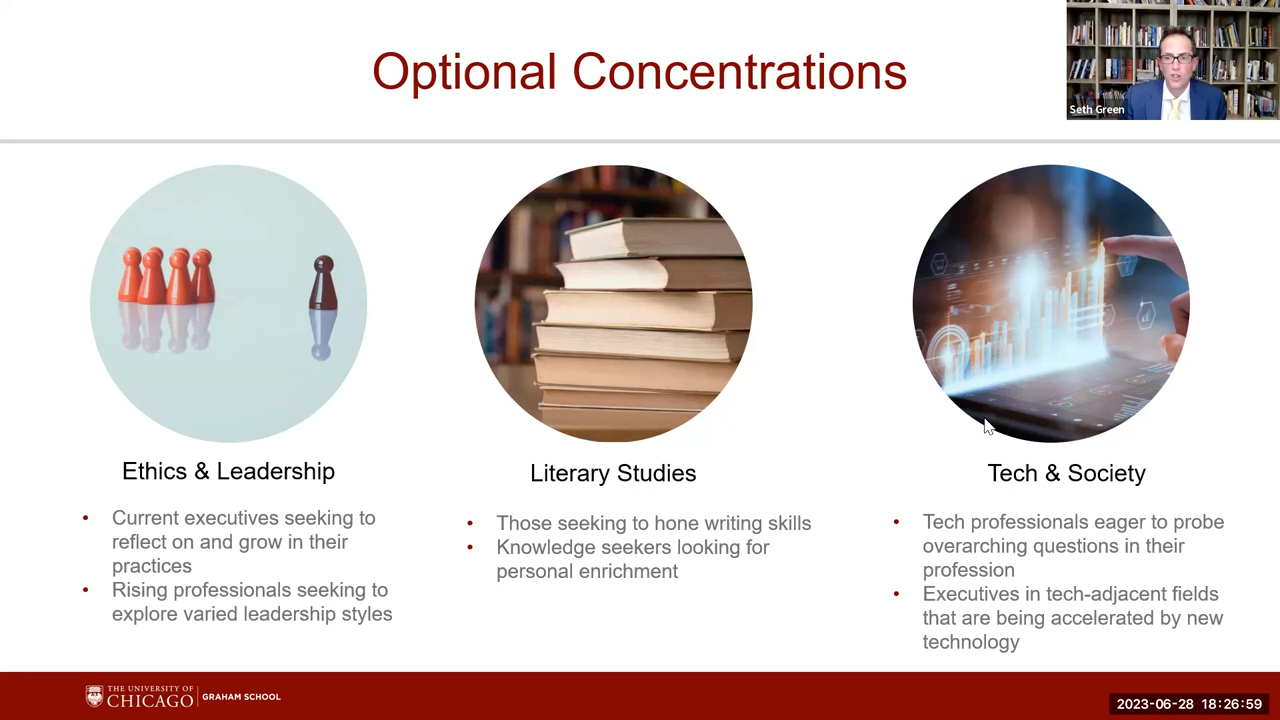 Optional Concentrations
Seth Green
Ethics & Leadership
• Current executives seeking to
reflect on and grow in their
practices
• Rising professionals seeking to
explore varied leadership styles
Literary Studies
• Those seeking to hone writing skills
• Knowledge seekers looking for
personal enrichment
Tech & Society
• Tech professionals eager to probe
overarching questions in their
profession
• Executives in tech-adjacent fields
that are being accelerated by new
technology
THE UNIVERSITY OF
CHICAGO
GRAHAM SCHOOL
2023-06-28 18:26:59